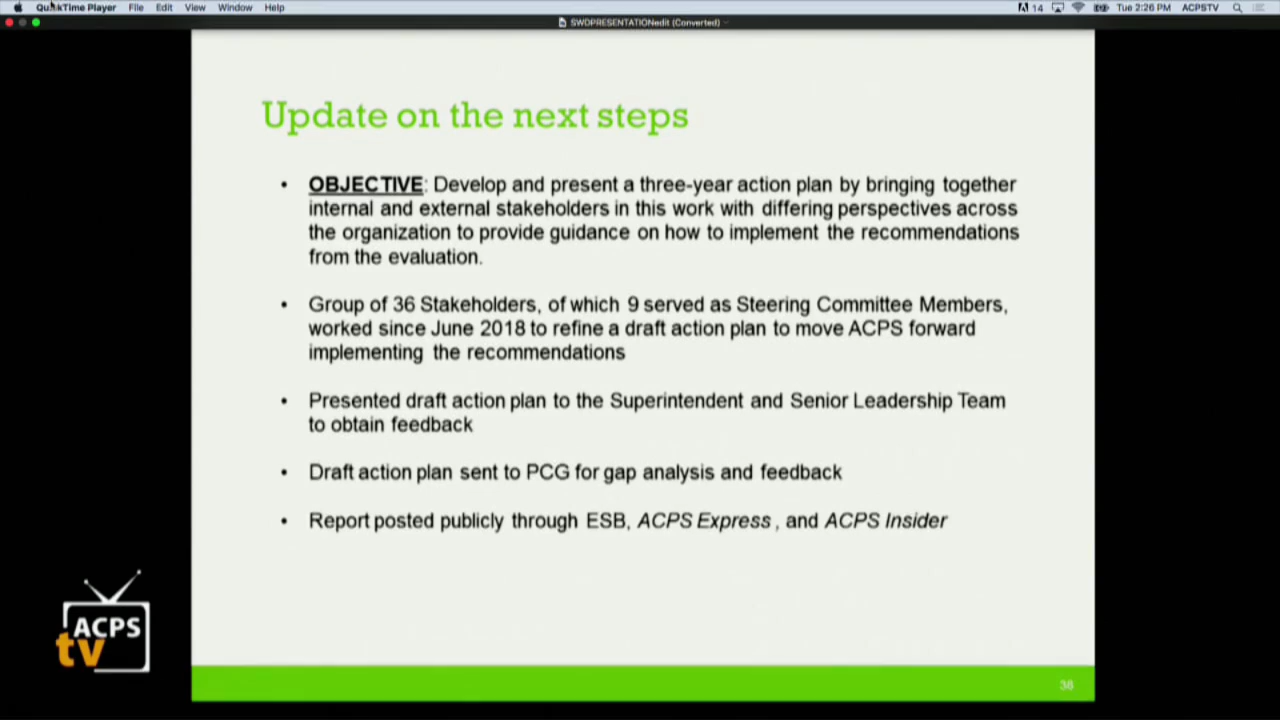 QuickTime Player File Edit View Window Help
14 Tue 2:26 PM ACPSTV
SWDPRESENTATIONedit (Converted)
Update on the next steps
• OBJECTIVE: Develop and present a three-year action plan by bringing together
internal and external stakeholders in this work with differing perspectives across
the organization to provide guidance on how to implement the recommendations
from the evaluation.
• Group of 36 Stakeholders, of which 9 served as Steering Committee Members,
worked since June 2018 to refine a draft action plan to move ACPS forward
implementing the recommendations
• Presented draft action plan to the Superintendent and Senior Leadership Team
to obtain feedback
• Draft action plan sent to PCG for gap analysis and feedback
• Report posted publicly through ESB, ACPS Express , and ACPS Insider
ACPS
tv
38